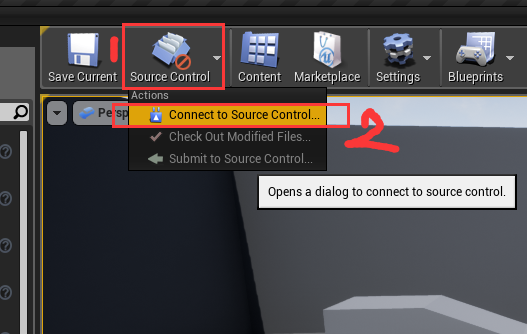 1
Save Current
Source Control
Content
Marketplace
Settings
Blueprints
Actions
Connect to Source Control...
Check Out Modified Files...
Submit to Source Control...
2
Opens a dialog to connect to source control.